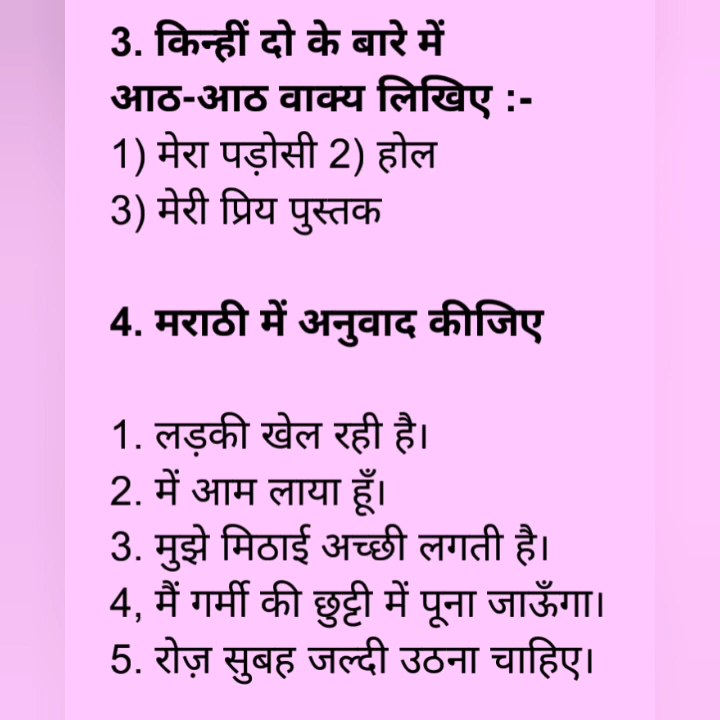 3. किन्हीं दो के बारे में
आठ-आठ वाक्य लिखिए :-
1) मेरा पड़ोसी 2) होल
3) मेरी प्रिय पुस्तक
4. मराठी में अनुवाद कीजिए
1. लड़की खेल रही है।
2. में आम लाया हूँ।
3. मुझे मिठाई अच्छी लगती है।
4, मैं गर्मी की छुट्टी में पूना जाऊँगा।
5. रोज़ सुबह जल्दी उठना चाहिए।